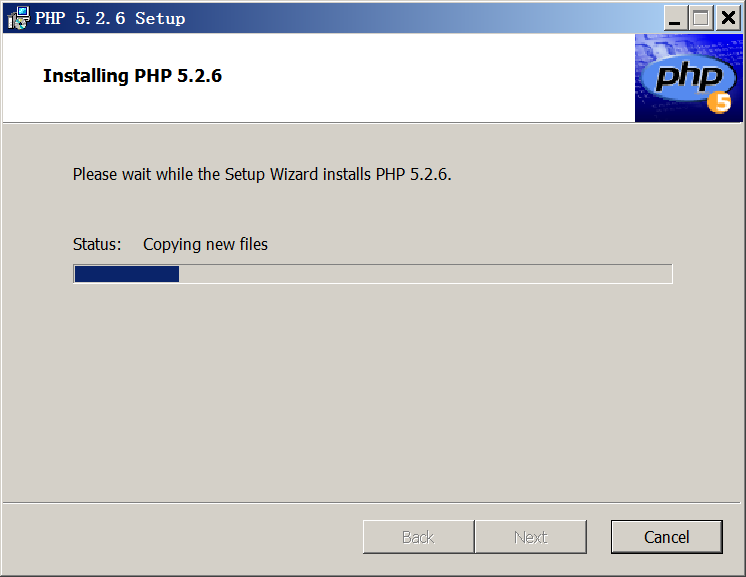 PHP 5.2.6 Setup
Installing PHP 5.2.6
php
5
Please wait while the Setup Wizard installs PHP 5.2.6.
Status: Copying new files
Back Next Cancel